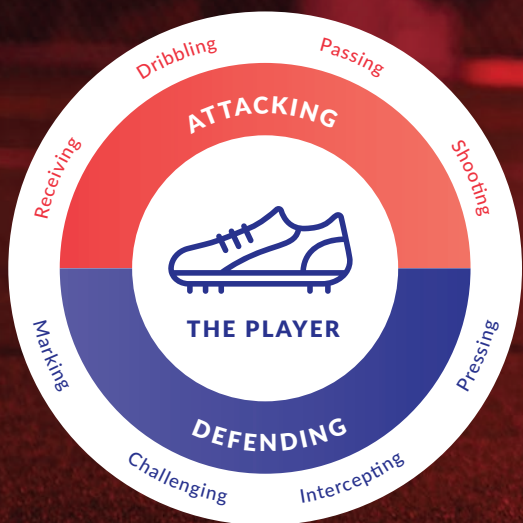 Receiving
Dribbling
Passing
Shooting
ATTACKING
THE PLAYER
DEFENDING
Marking
Challenging
Intercepting
Pressing